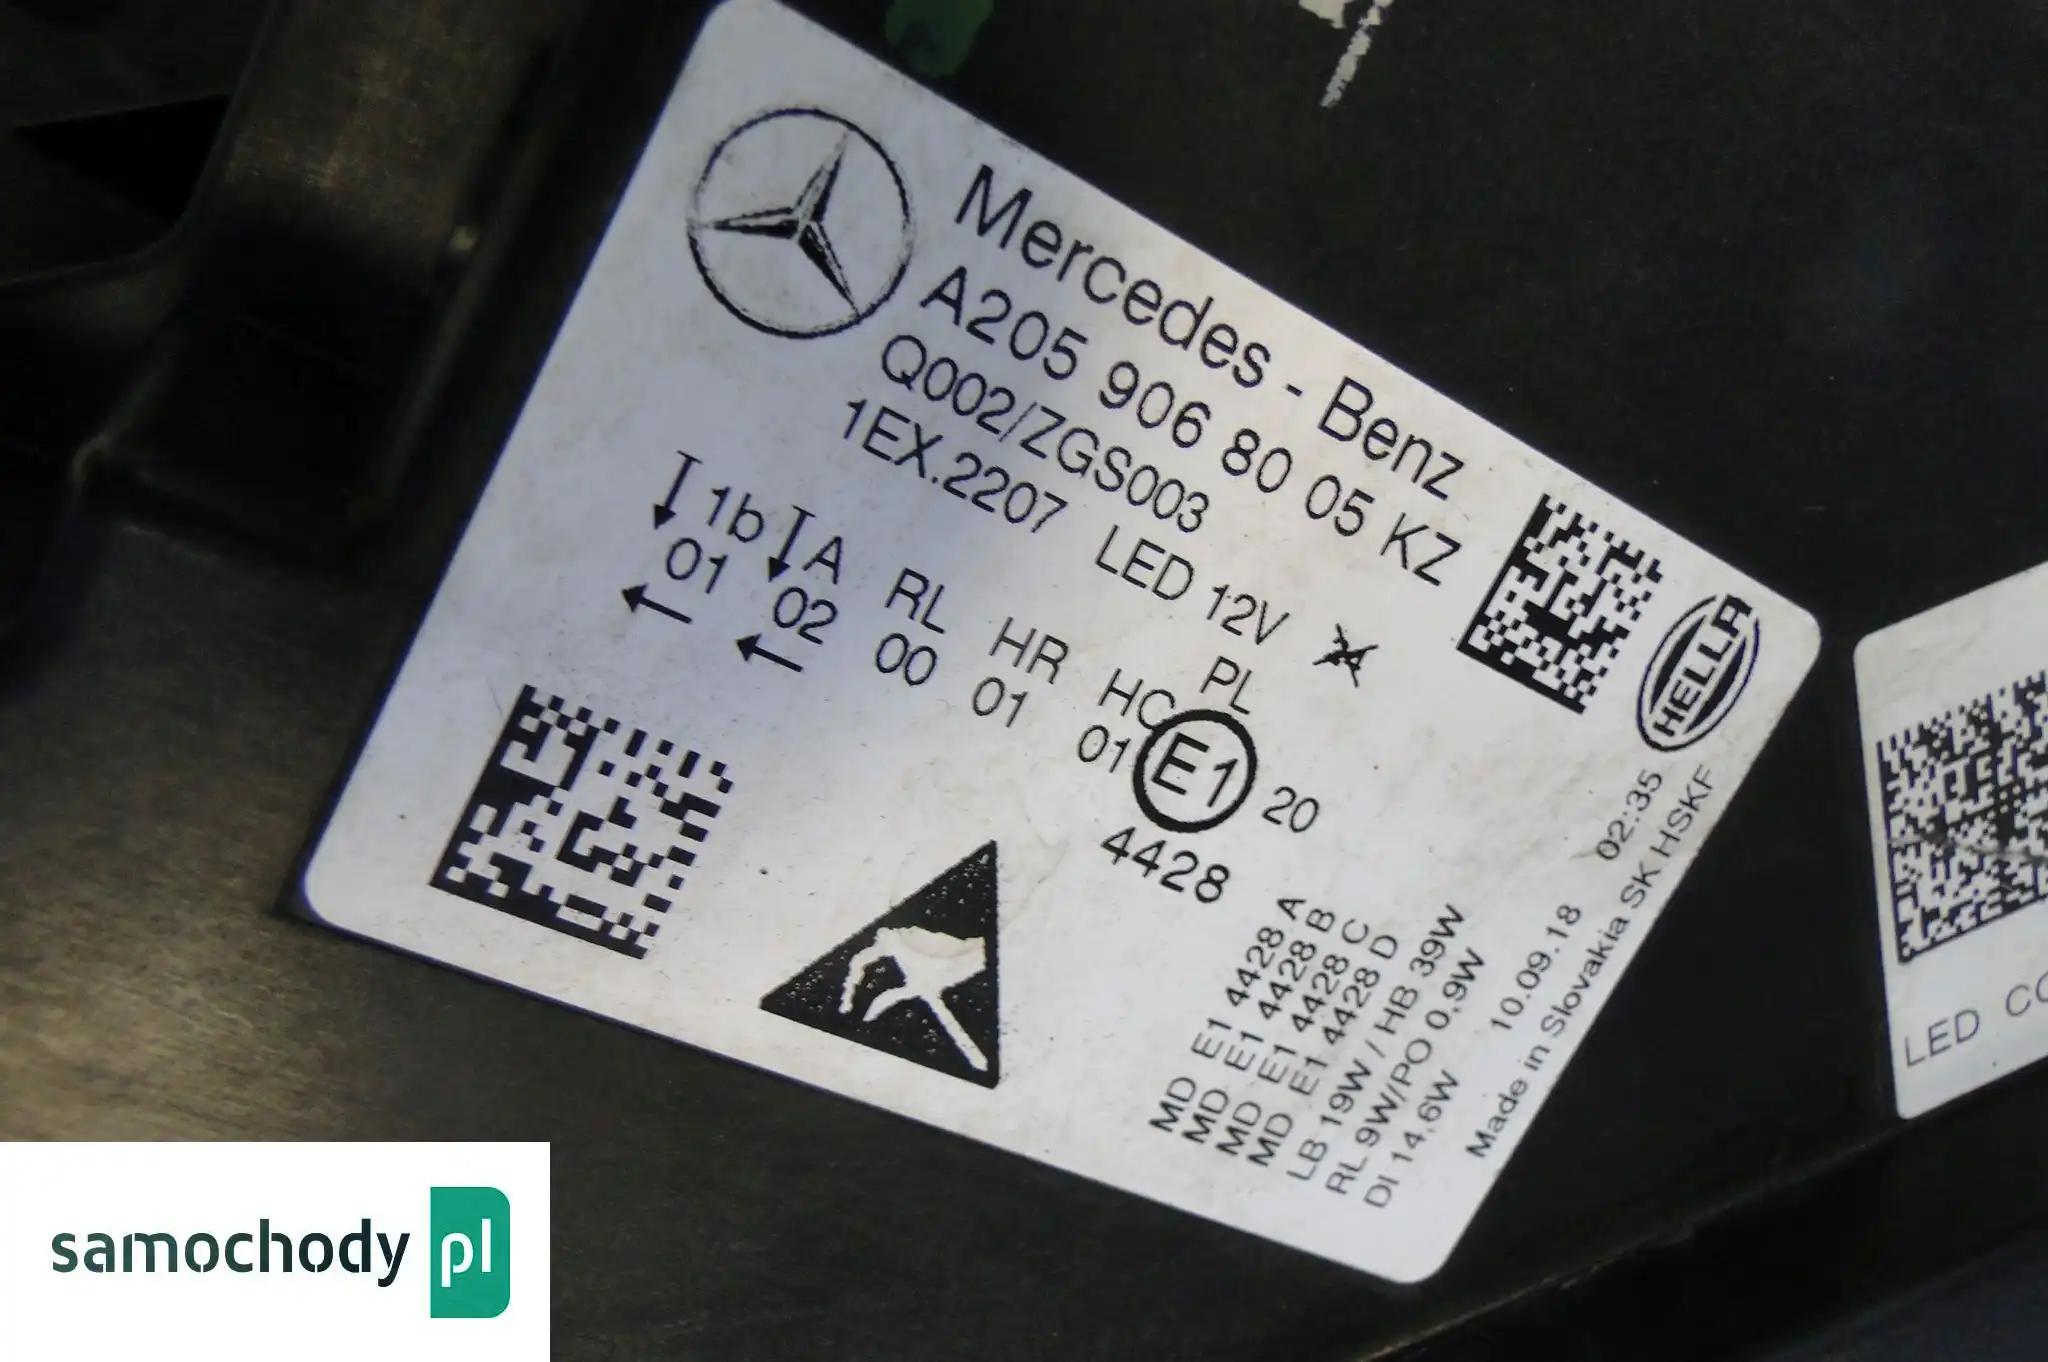 Mercedes - Benz
A205 906 80 05 KZ
Q002/ZGS003
1EX.2207 LED 12V
1b A RL HR HC PL
01 02 00 01 01 E1 20
4428
HELLA
MD E1 4428 A
MD E1 4428 B
MD E1 4428 C
MD E1 4428 D
LB 19W / HB 39W
RL 9W/PO 0,9W
DI 14,6W
10.09.18 02:35
Made in Slovakia SK HSKF
LED CO
samochody pl